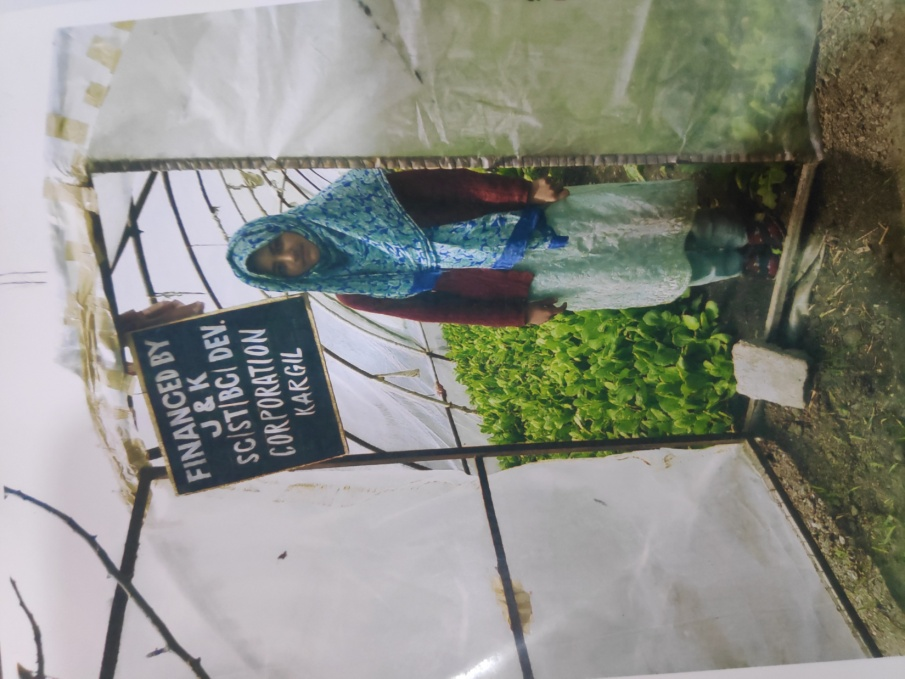 FINANCED BY
J & K
SC/ST/BC/ DEV.
CORPORATION
KARGIL